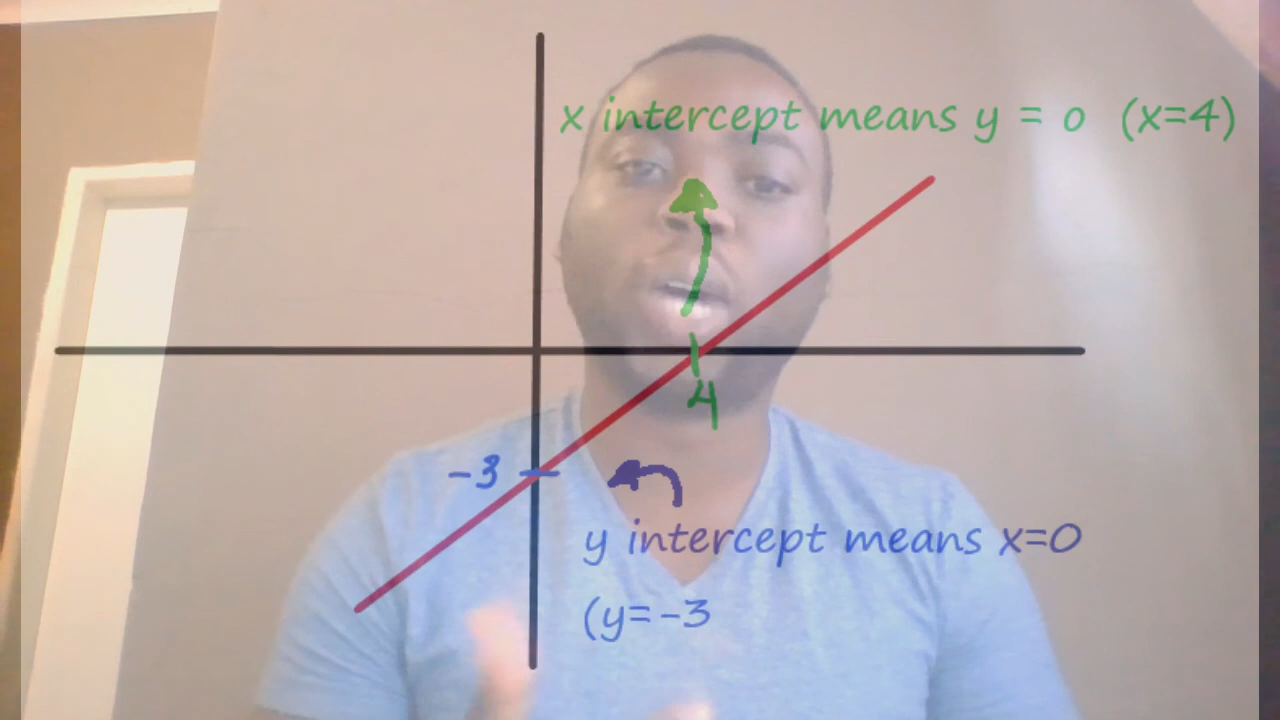 x intercept means y = 0 (x=4)
4
-3
y intercept means x=0
(y=-3